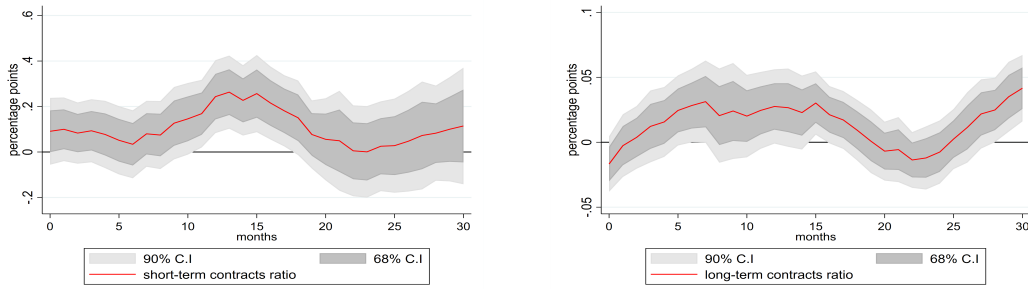 .6
.4
.2
0
-.2
percentage points
0 5 10 15 20 25 30
months
90% C.I 68% C.I
short-term contracts ratio
.1
.05
0
-.05
percentage points
0 5 10 15 20 25 30
months
90% C.I 68% C.I
long-term contracts ratio